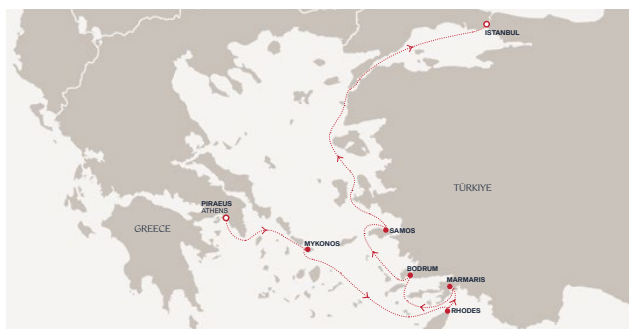 ISTANBUL
TÜRKIYE
PIRAEUS
ATHENS
GREECE
MYKONOS
SAMOS
BODRUM
MARMARIS
RHODES